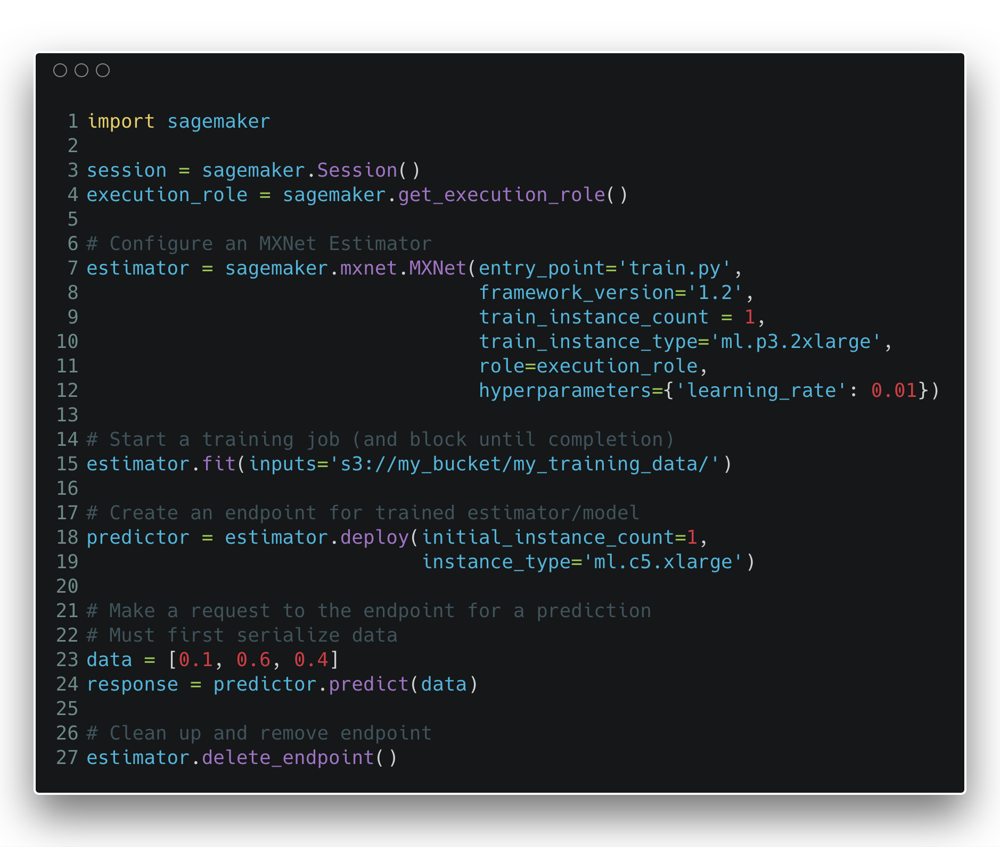 1 import sagemaker
2
3 session = sagemaker.Session()
4 execution_role = sagemaker.get_execution_role()
5
6 # Configure an MXNet Estimator
7 estimator = sagemaker.mxnet.MXNet(entry_point='train.py',
8                                   framework_version='1.2',
9                                   train_instance_count = 1,
10                                   train_instance_type='ml.p3.2xlarge',
11                                   role=execution_role,
12                                   hyperparameters={'learning_rate': 0.01})
13
14 # Start a training job (and block until completion)
15 estimator.fit(inputs='s3://my_bucket/my_training_data/')
16
17 # Create an endpoint for trained estimator/model
18 predictor = estimator.deploy(initial_instance_count=1,
19                              instance_type='ml.c5.xlarge')
20
21 # Make a request to the endpoint for a prediction
22 # Must first serialize data
23 data = [0.1, 0.6, 0.4]
24 response = predictor.predict(data)
25
26 # Clean up and remove endpoint
27 estimator.delete_endpoint()